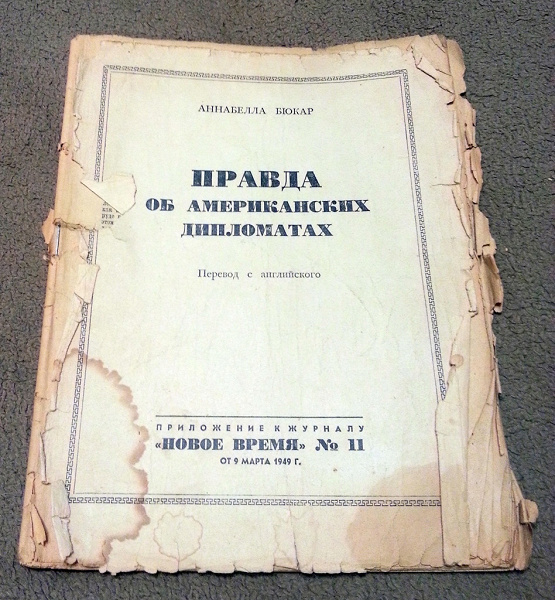 АННАБЕЛЛА БЮКАР
ПРАВДА
ОБ АМЕРИКАНСКИХ
ДИПЛОМАТАХ
Перевод с английского
ПРИЛОЖЕНИЕ К ЖУРНАЛУ
«НОВОЕ ВРЕМЯ» № 11
ОТ 9 МАРТА 1949 Г.